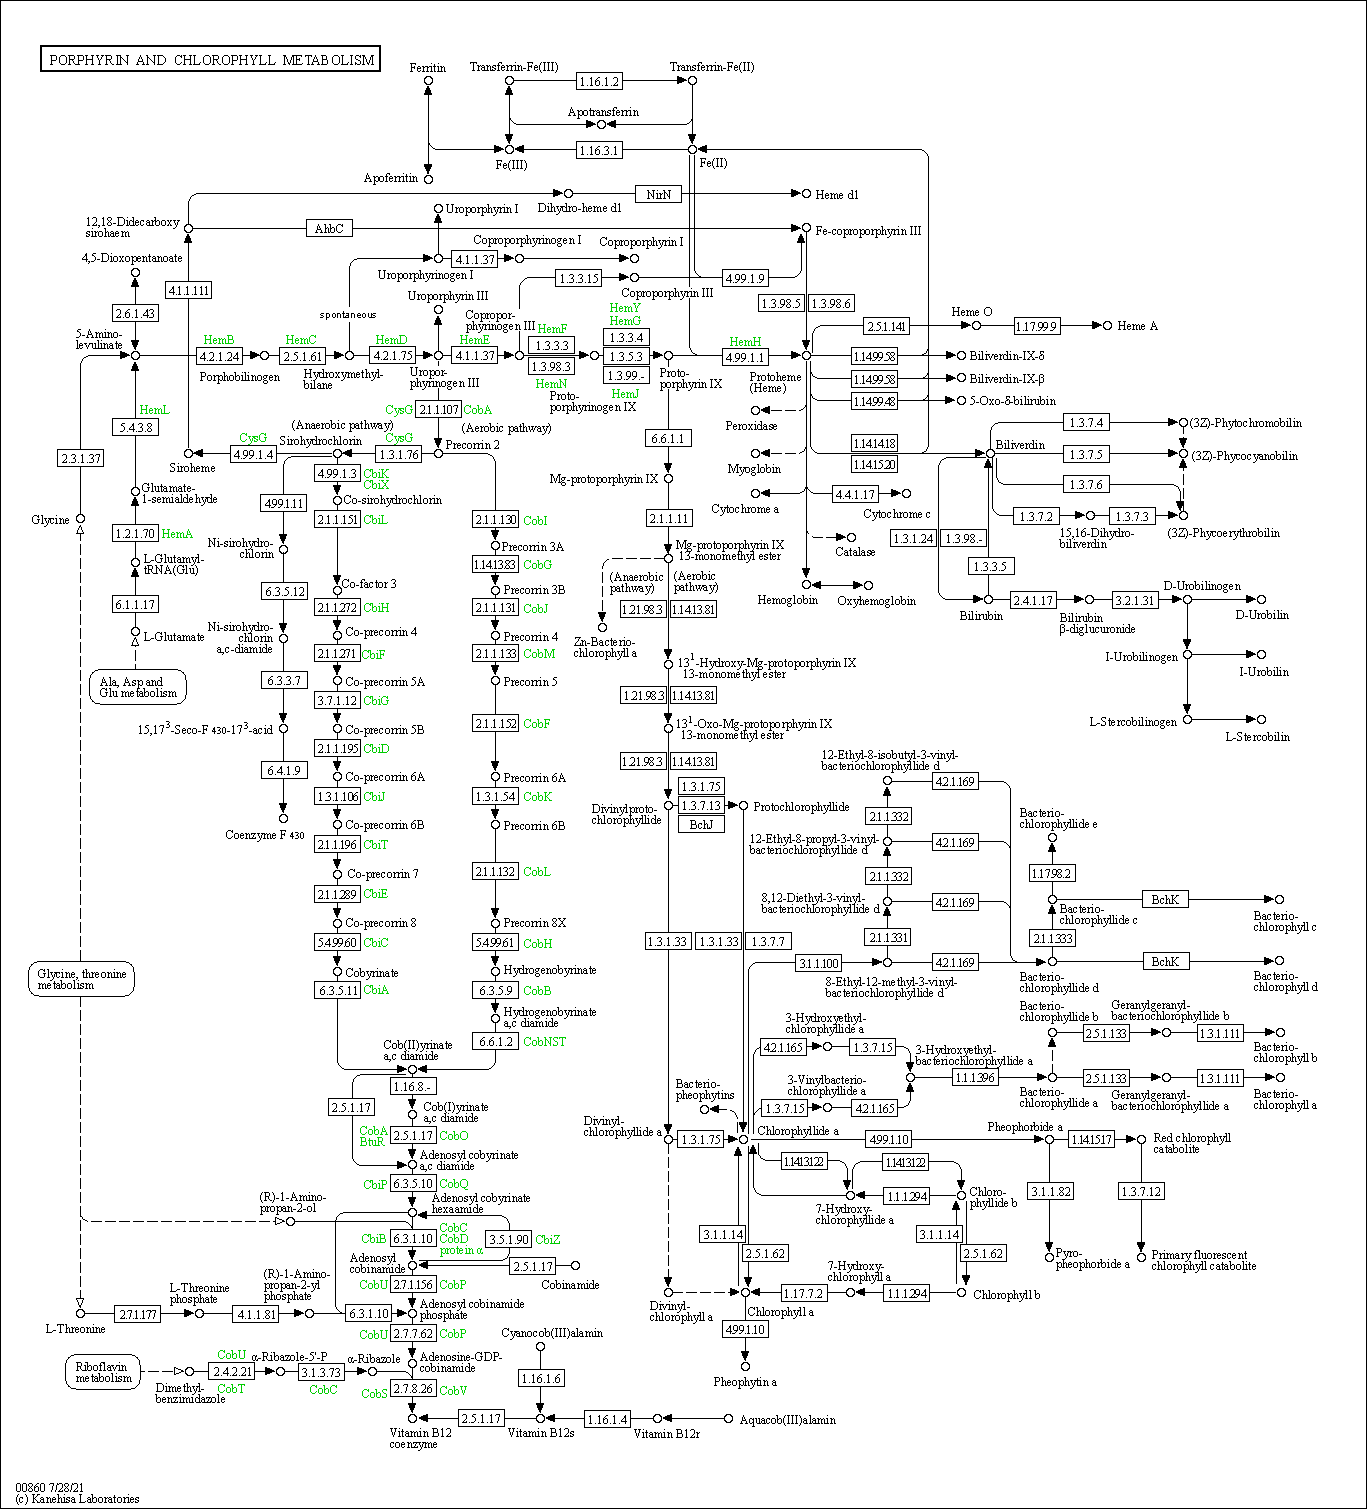 PORPHYRIN AND CHLOROPHYLL METABOLISM
Ferritin
Transferrin-Fe(III)
1.16.1.2
Transferrin-Fe(II)
Apotransferrin
1.16.3.1
Fe(III)
Fe(II)
Apoferritin
NirN
Heme d1
Dihydro-heme d1
Uroporphyrin I
12,18-Didecarboxy
sirohaem
AhbC
Fe-coproporphyrin III
Coproporphyrinogen I
Coproporphyrin I
4,5-Dioxopentanoate
4.1.1.37
Uroporphyrinogen I
1.3.3.15
4.99.1.9
4.1.1.111
Coproporphyrin III
Uroporphyrin III
1.3.98.5
1.3.98.6
2.6.1.43
spontaneous
Copropor-
phyrinogen III
HemY
HemG
Heme O
5-Amino-
levulinate
HemB
HemC
HemD
HemE
HemF
1.3.3.3
1.3.3.4
HemH
2.5.1.141
1.17.99.9
Heme A
4.2.1.24
2.5.1.61
4.2.1.75
4.1.1.37
1.3.98.3
1.3.5.3
1.3.99.-
4.99.1.1
1.14.99.58
Biliverdin-IX-δ
Porphobilinogen
Hydroxymethyl-
bilane
Uropor-
phyrinogen III
HemN
HemJ
Proto-
porphyrinogen IX
Proto-
porphyrin IX
Protoheme
(Heme)
1.14.99.58
Biliverdin-IX-β
1.14.99.48
5-Oxo-δ-bilirubin
HemL
CysG
2.1.1.107
CobA
Peroxidase
5.4.3.8
(Anaerobic pathway)
(Aerobic pathway)
1.3.7.4
(3Z)-Phytochromobilin
CysG
Sirohydrochlorin
CysG
Precorrin 2
6.6.1.1
1.14.14.18
Biliverdin
2.3.1.37
4.99.1.4
1.3.1.76
1.14.15.20
1.3.7.5
(3Z)-Phycocyanobilin
Siroheme
Myoglobin
4.99.1.3
CbiK
CbiX
Mg-protoporphyrin IX
1.3.7.6
Glutamate-
1-semialdehyde
4.99.1.11
Co-sirohydrochlorin
Cytochrome a
4.4.1.17
Cytochrome c
Glycine
2.1.1.151
CbiL
2.1.1.130
CobI
2.1.1.11
1.3.7.2
1.3.7.3
1.2.1.70
HemA
15,16-Dihydro-
biliverdin
(3Z)-Phycoerythrobilin
Ni-sirohydro-
chlorin
Precorrin 3A
Mg-protoporphyrin IX
13-monomethyl ester
Catalase
1.3.1.24
1.3.98.-
L-Glutamyl-
tRNA(Glu)
1.14.13.83
CobG
1.3.3.5
Co-factor 3
Precorrin 3B
(Anaerobic
pathway)
(Aerobic
pathway)
6.3.5.12
D-Urobilinogen
6.1.1.17
2.1.1.272
CbiH
2.1.1.131
CobJ
1.21.98.3
1.14.13.81
Hemoglobin
Oxyhemoglobin
Bilirubin
2.4.1.17
3.2.1.31
D-Urobilin
Bilirubin
β-diglucuronide
Ni-sirohydro-
chlorin
a,c-diamide
L-Glutamate
Co-precorrin 4
Precorrin 4
Zn-Bacterio-
chlorophyll a
2.1.1.271
CbiF
2.1.1.133
CobM
I-Urobilinogen
I-Urobilin
Ala, Asp and
Glu metabolism
6.3.3.7
Co-precorrin 5A
Precorrin 5
13¹-Hydroxy-Mg-protoporphyrin IX
13-monomethyl ester
3.7.1.12
CbiG
1.21.98.3
1.14.13.81
15,17³-Seco-F 430-17³-acid
Co-precorrin 5B
2.1.1.152
CobF
13¹-Oxo-Mg-protoporphyrin IX
13-monomethyl ester
L-Stercobilinogen
L-Stercobilin
2.1.1.195
CbiD
6.4.1.9
1.21.98.3
1.14.13.81
12-Ethyl-8-isobutyl-3-vinyl-
bacteriochlorophyllide d
Co-precorrin 6A
Precorrin 6A
4.2.1.169
1.3.1.106
CbiJ
1.3.1.54
CobK
1.3.1.75
1.3.7.13
BchJ
Divinylproto-
chlorophyllide
Protochlorophyllide
2.1.1.332
Coenzyme F 430
Co-precorrin 6B
Precorrin 6B
Bacterio-
chlorophyllide e
2.1.1.196
CbiT
12-Ethyl-8-propyl-3-vinyl-
bacteriochlorophyllide d
4.2.1.169
Co-precorrin 7
2.1.1.132
CobL
2.1.1.332
1.17.98.2
2.1.1.289
CbiE
8,12-Diethyl-3-vinyl-
bacteriochlorophyllide d
4.2.1.169
BchK
Co-precorrin 8
Precorrin 8X
Bacterio-
chlorophyllide c
Bacterio-
chlorophyll c
5.4.99.60
CbiC
5.4.99.61
CobH
1.3.1.33
1.3.1.33
1.3.7.7
2.1.1.331
2.1.1.333
Glycine, threonine
metabolism
Cobyrinate
Hydrogenobyrinate
3.1.1.100
4.2.1.169
BchK
6.3.5.11
CbiA
6.3.5.9
CobB
8-Ethyl-12-methyl-3-vinyl-
bacteriochlorophyllide d
Bacterio-
chlorophyllide d
Bacterio-
chlorophyll d
Hydrogenobyrinate
a,c diamide
3-Hydroxyethyl-
chlorophyllide a
Bacterio-
chlorophyllide b
Geranylgeranyl-
bacteriochlorophyllide b
6.6.1.2
CobNST
2.5.1.133
1.3.1.111
Cob(II)yrinate
a,c diamide
4.2.1.165
1.3.7.15
3-Hydroxyethyl-
bacteriochlorophyllide a
Bacterio-
chlorophyll b
1.16.8.-
Bacterio-
pheophytins
3-Vinylbacterio-
chlorophyllide a
1.1.1.396
2.5.1.133
1.3.1.111
2.5.1.17
Cob(I)yrinate
a,c diamide
1.3.7.15
4.2.1.165
Bacterio-
chlorophyllide a
Geranylgeranyl-
bacteriochlorophyllide a
Bacterio-
chlorophyll a
CobA
BtuR
2.5.1.17
CobO
Divinyl-
chlorophyllide a
1.3.1.75
Chlorophyllide a
4.99.1.10
Pheophorbide a
1.14.15.17
Red chlorophyll
catabolite
Adenosyl cobyrinate
a,c diamide
1.14.13.122
1.14.13.122
CbiP
6.3.5.10
CobQ
3.1.1.82
1.3.7.12
(R)-1-Amino-
propan-2-ol
Adenosyl cobyrinate
hexaamide
1.1.1.294
Chloro-
phyllide b
7-Hydroxy-
chlorophyllide a
CbiB
6.3.1.10
CobC
CobD
protein α
3.5.1.90
CbiZ
3.1.1.14
3.1.1.14
2.5.1.62
2.5.1.62
Adenosyl
cobinamide
2.5.1.17
Pyro-
pheophorbide a
Primary fluorescent
chlorophyll catabolite
L-Threonine
phosphate
(R)-1-Amino-
propan-2-yl
phosphate
CobU
2.7.1.156
CobP
Cobinamide
7-Hydroxy-
chlorophyll a
1.17.7.2
1.1.1.294
Chlorophyll b
2.7.1.177
4.1.1.81
6.3.1.10
Adenosyl cobinamide
phosphate
Divinyl-
chlorophyll a
Chlorophyll a
L-Threonine
CobU
2.7.7.62
CobP
Cyanocob(III)alamin
4.99.1.10
Riboflavin
metabolism
CobU
α-Ribazole-5'-P
α-Ribazole
Adenosine-GDP-
cobinamide
2.4.2.21
3.1.3.73
Dimethyl-
benzimidazole
CobT
CobC
CobS
2.7.8.26
CobV
1.16.1.6
Pheophytin a
2.5.1.17
1.16.1.4
Aquacob(III)alamin
Vitamin B12
coenzyme
Vitamin B12s
Vitamin B12r
00860 7/28/21
(c) Kanehisa Laboratories